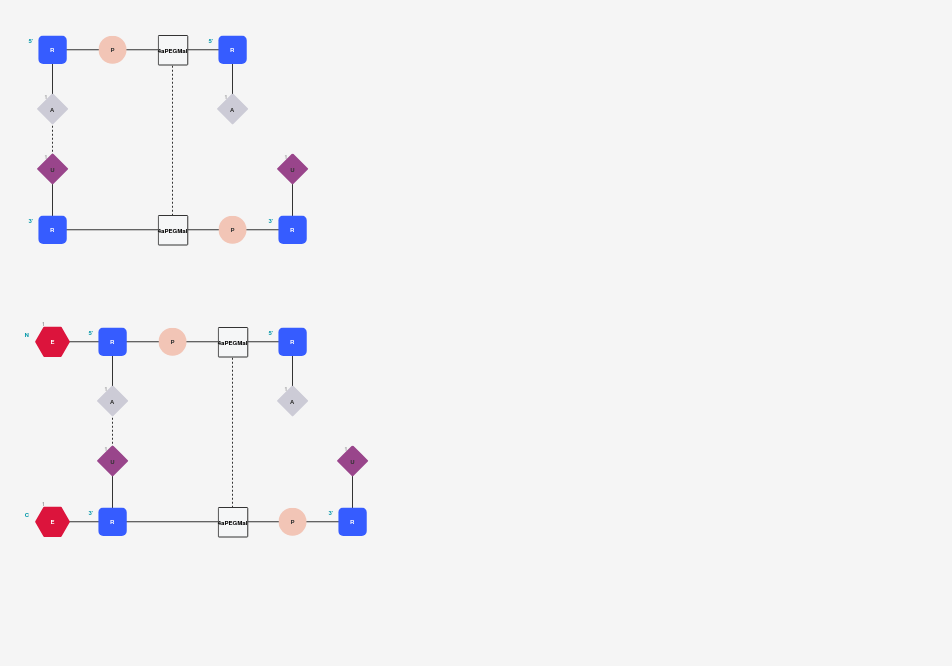 5' R P 4aPEGMal 5' R
A A
U U
3' R 4aPEGMal P 3' R
N E 5' R P 4aPEGMal 5' R
A A
U U
C E 3' R 4aPEGMal P 3' R